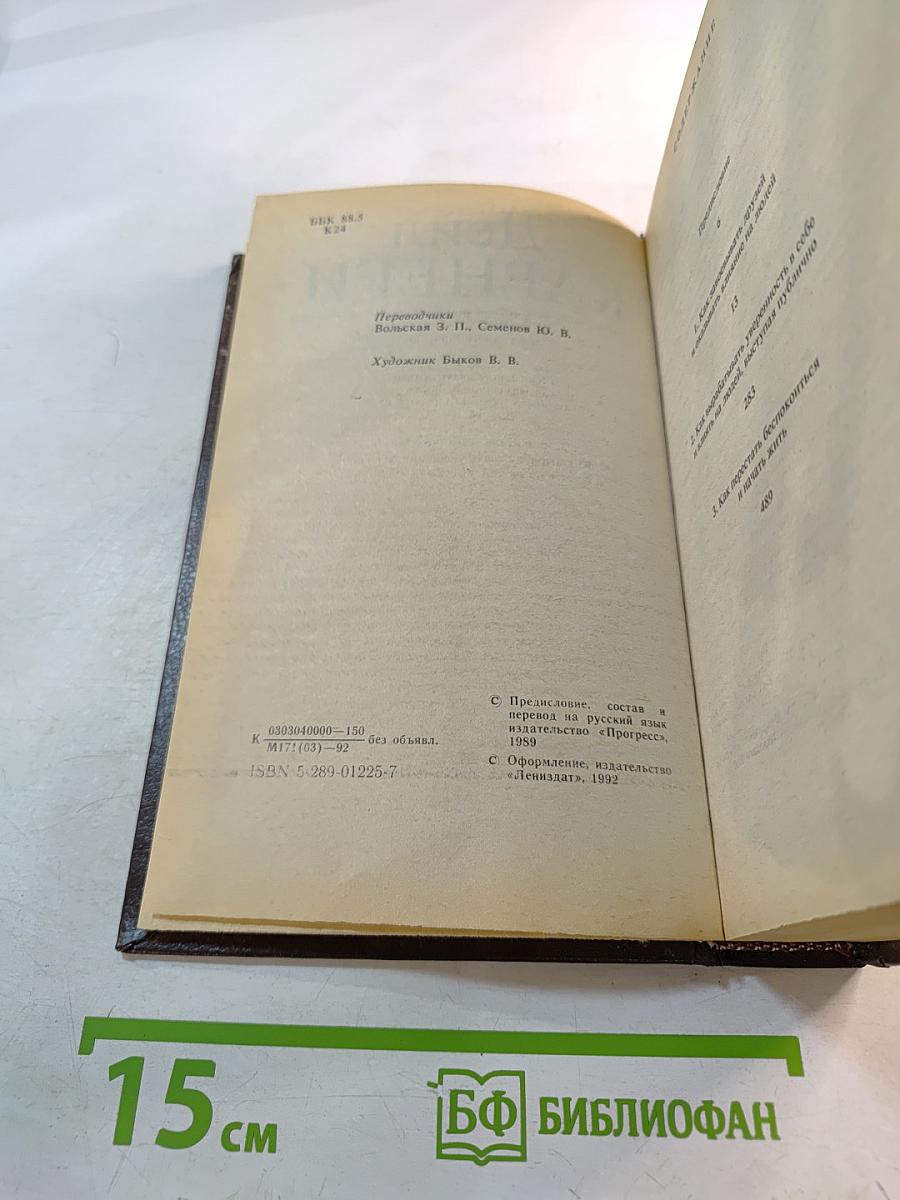 ББК 88.5
К24
Переводчики
Вольская З. П., Семенов Ю. В.
Художник Быков В. В.
К 0303040000—150
М171(03)—92
без объявл.
ISBN 5-289-01225-7
© Предисловие, состав и
перевод на русский язык
издательство «Прогресс»,
1989
© Оформление, издательство
«Лениздат», 1992
СОДЕРЖАНИЕ
Предисловие
6
1. Как завоевывать друзей
и оказывать влияние на людей
13
2. Как вырабатывать уверенность в себе
и влиять на людей, выступая публично
283
3. Как перестать беспокоиться
и начать жить
489
15 см
БФ БИБЛИОФАН